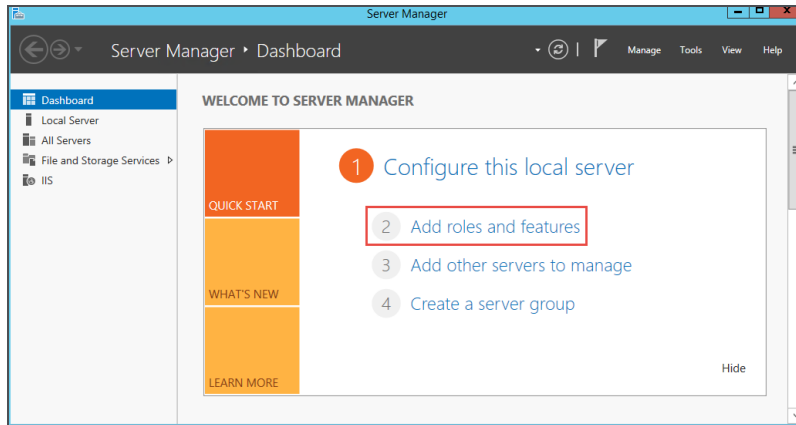 Server Manager
Server Manager • Dashboard
Manage Tools View Help
Dashboard
Local Server
All Servers
File and Storage Services
IIS
WELCOME TO SERVER MANAGER
QUICK START
WHAT'S NEW
LEARN MORE
1 Configure this local server
2 Add roles and features
3 Add other servers to manage
4 Create a server group
Hide